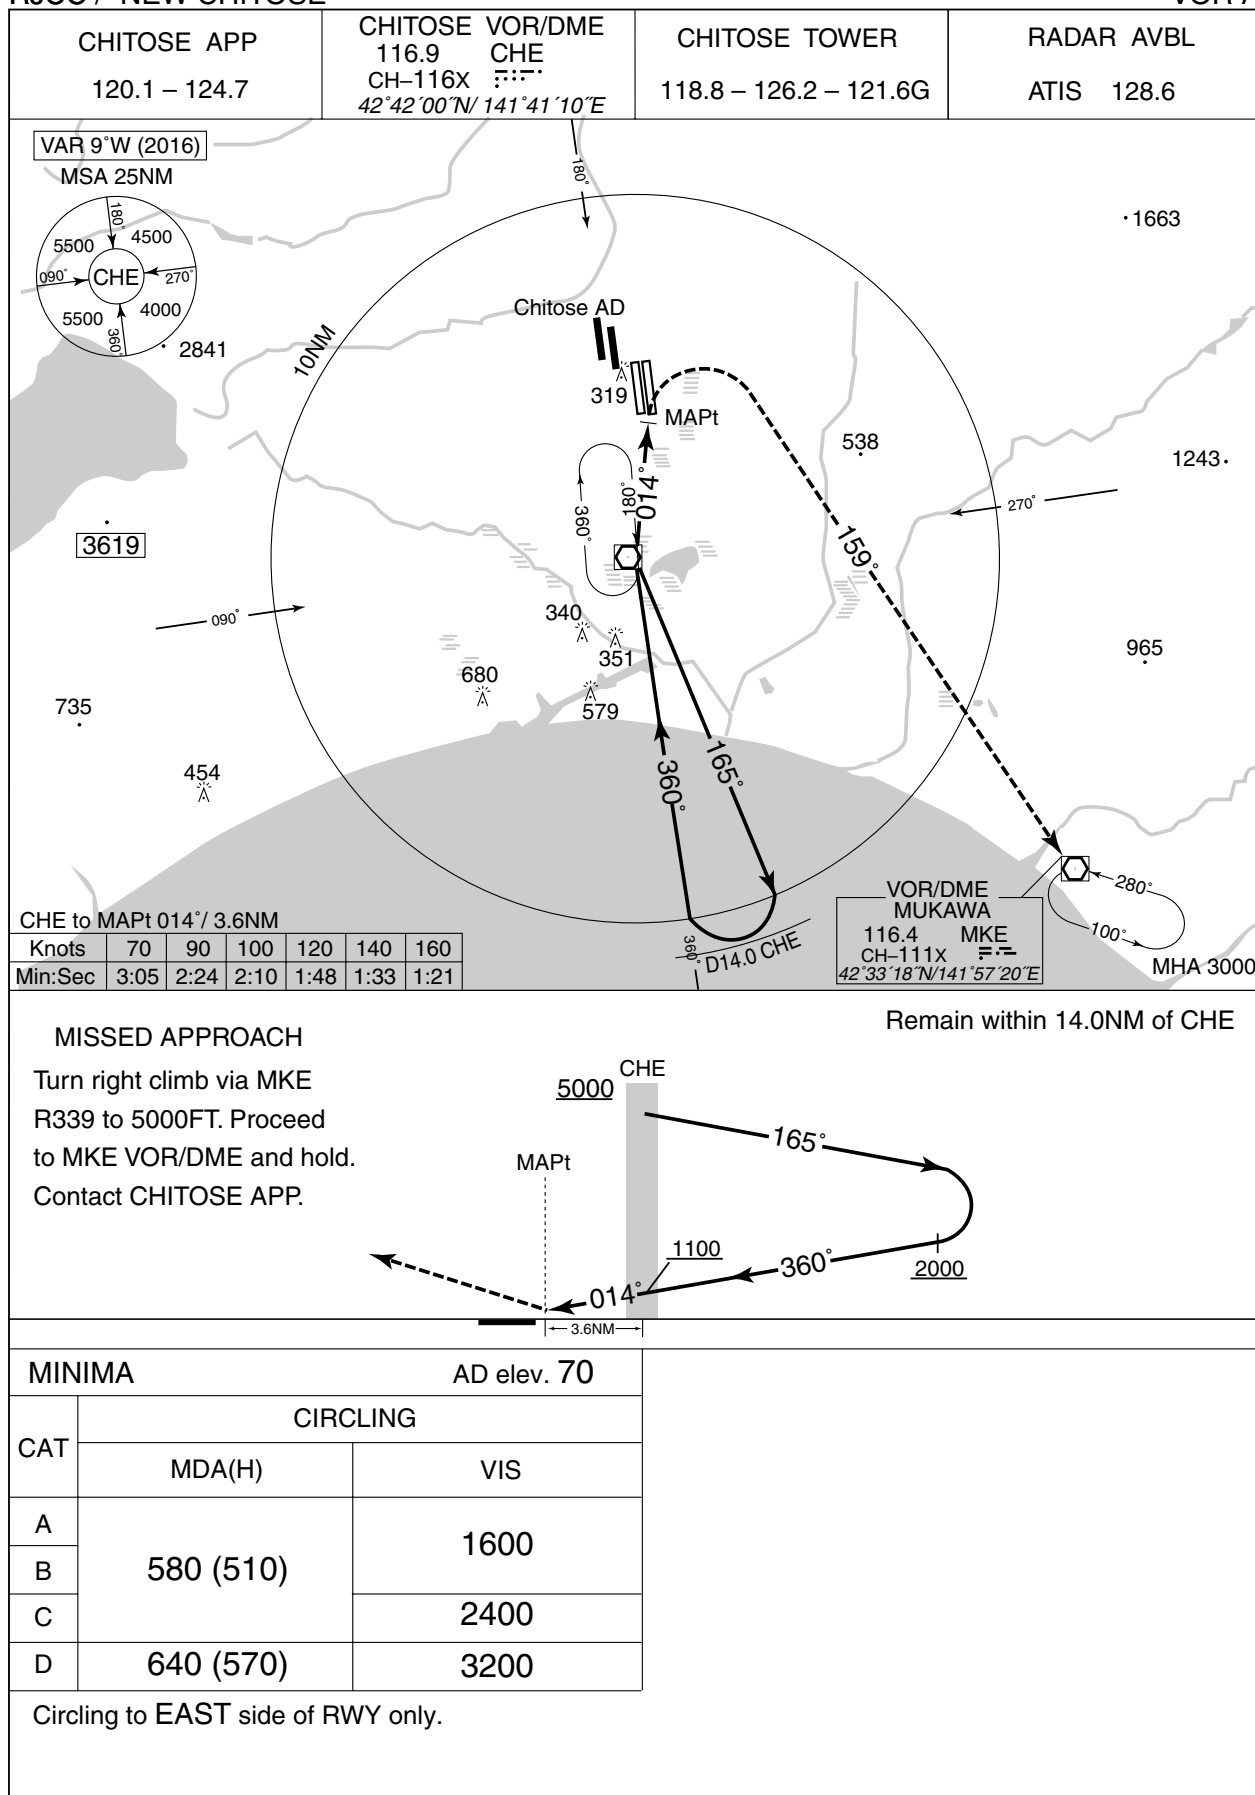 CHITOSE APP
120.1 – 124.7
CHITOSE VOR/DME
116.9 CHE
CH–116X
42°42´00˝N/ 141°41´10˝E
CHITOSE TOWER
118.8 – 126.2 – 121.6G
RADAR AVBL
ATIS 128.6
VAR 9°W (2016)
MSA 25NM
180°
5500
4500
090°
CHE
270°
5500
4000
360°
2841
180°
1663
10NM
Chitose AD
319
MAPt
538
1243
014°
180°
360°
270°
3619
159°
090°
340
351
965
680
579
735
165°
360°
454
VOR/DME
MUKAWA
116.4 MKE
CH–111X
42°33´18˝N/141°57´20˝E
280°
100°
MHA 3000
360°
D14.0 CHE
CHE to MAPt 014°/ 3.6NM
Knots 70 90 100 120 140 160
Min:Sec 3:05 2:24 2:10 1:48 1:33 1:21
Remain within 14.0NM of CHE
MISSED APPROACH
Turn right climb via MKE
R339 to 5000FT. Proceed
to MKE VOR/DME and hold.
Contact CHITOSE APP.
CHE
5000
165°
MAPt
1100
360°
2000
014°
3.6NM
MINIMA AD elev. 70
CAT
CIRCLING
MDA(H) VIS
A
B
580 (510)
1600
C
2400
D 640 (570) 3200
Circling to EAST side of RWY only.